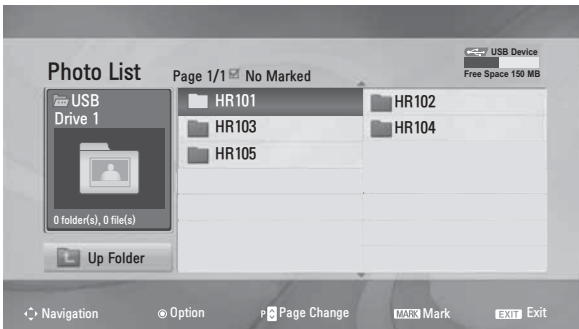 USB Device
Photo List
Page 1/1 No Marked
Free Space 150 MB
USB
Drive 1
0 folder(s), 0 file(s)
Up Folder
HR101
HR102
HR103
HR104
HR105
Navigation
Option
P Page Change
MARK Mark
EXIT Exit